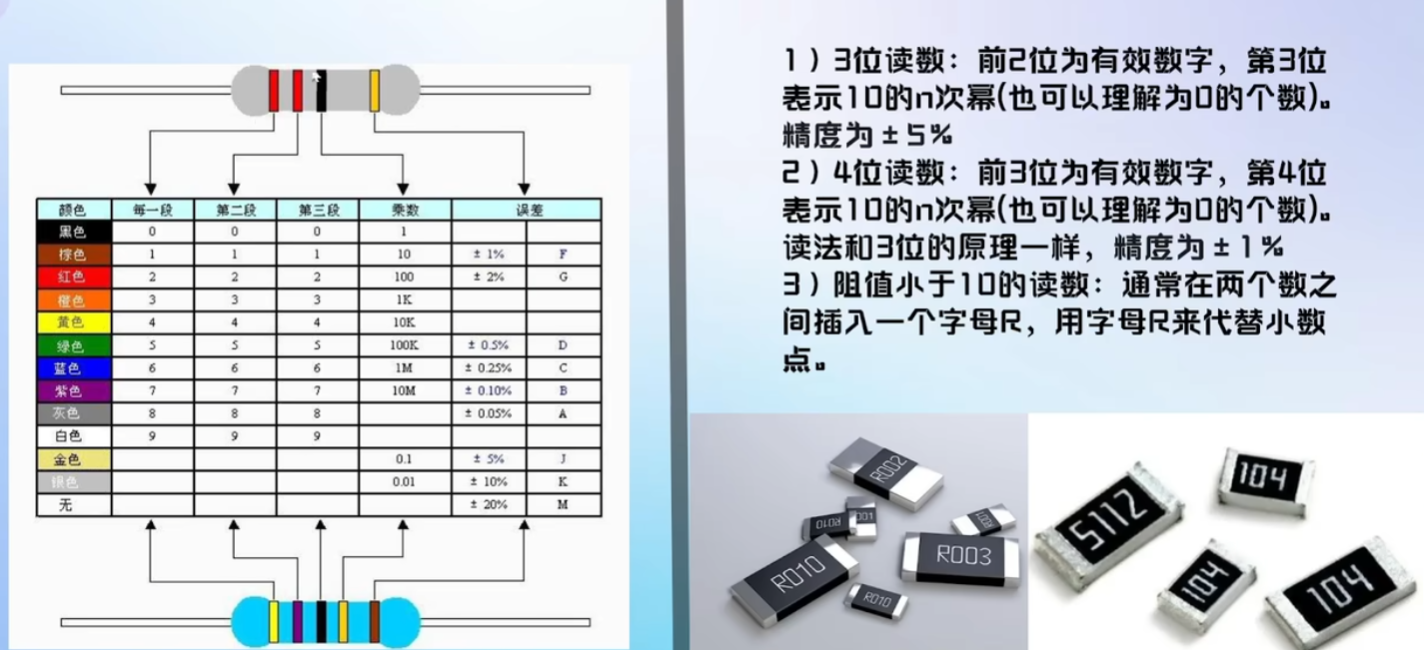 颜色 每一段 第二段 第三段 乘数 误差
黑色 0 0 0 1
棕色 1 1 1 10 ± 1% F
红色 2 2 2 100 ± 2% G
橙色 3 3 3 1K
黄色 4 4 4 10K
绿色 5 5 5 100K ± 0.5% D
蓝色 6 6 6 1M ± 0.25% C
紫色 7 7 7 10M ± 0.10% B
灰色 8 8 8 ± 0.05% A
白色 9 9 9
金色 0.1 ± 5% J
银色 0.01 ± 10% K
无 ± 20% M
1）3位读数：前2位为有效数字，第3位
表示10的n次幂(也可以理解为0的个数)。
精度为±5%
2）4位读数：前3位为有效数字，第4位
表示10的n次幂(也可以理解为0的个数)。
读法和3位的原理一样，精度为±1%
3）阻值小于10的读数：通常在两个数之
间插入一个字母R，用字母R来代替小数
点。
R002
R010
R001
R003
R010
R010
104
5112
104
104